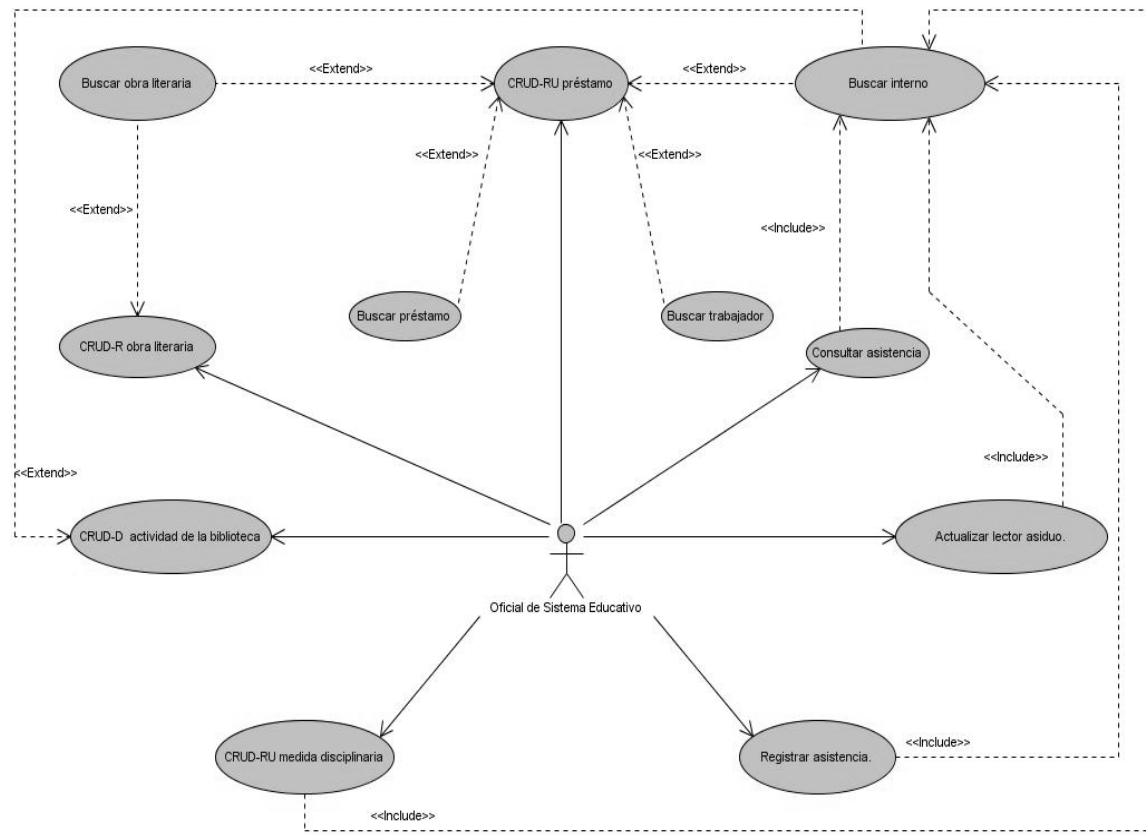 Buscar obra literaria
<<Extend>>
CRUD-RU préstamo
<<Extend>>
Buscar interno
<<Extend>>
<<Extend>>
<<Extend>>
<<Include>>
Buscar préstamo
Buscar trabajador
CRUD-R obra literaria
Consultar asistencia
<<Extend>>
<<Include>>
CRUD-D actividad de la biblioteca
Actualizar lector asiduo.
Oficial de Sistema Educativo
CRUD-RU medida disciplinaria
Registrar asistencia.
<<Include>>
<<Include>>